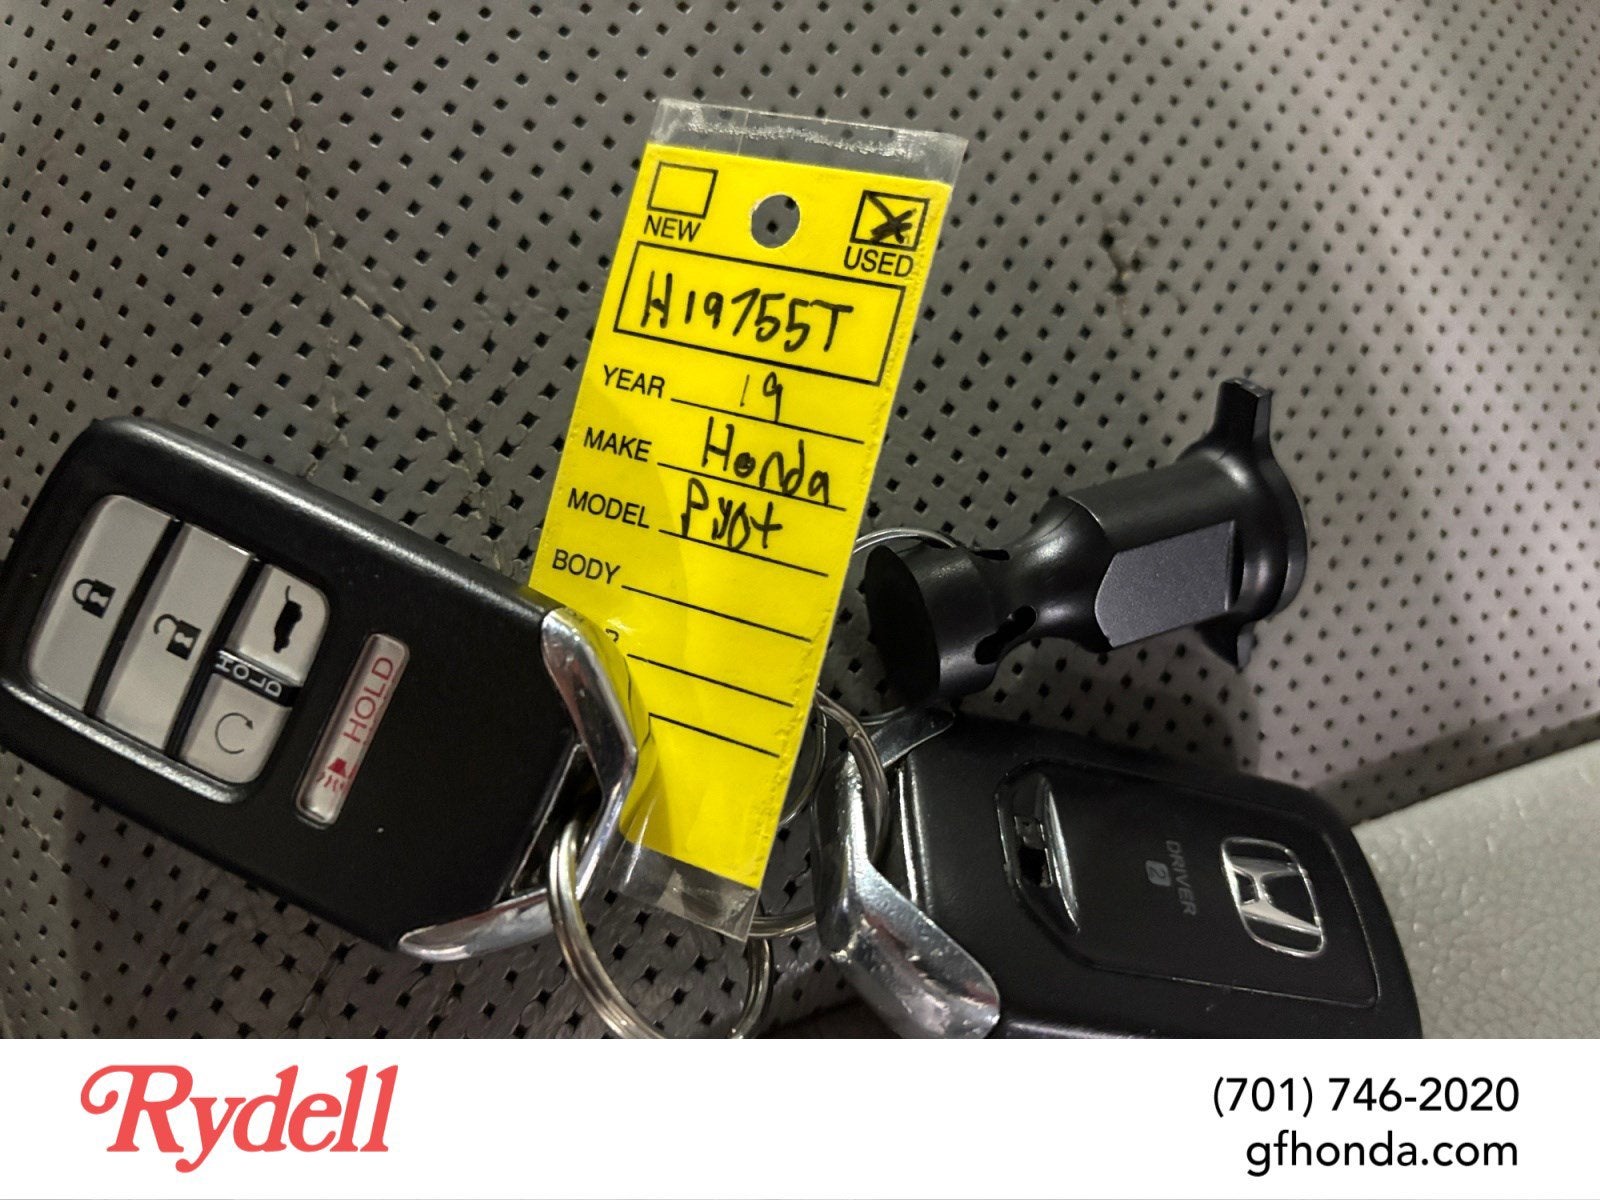 NEW
USED
H19755T
YEAR 19
MAKE Honda
MODEL Pylot
BODY
HOLD
HOLD
DRIVER
2
Rydell
(701) 746-2020
gfhonda.com